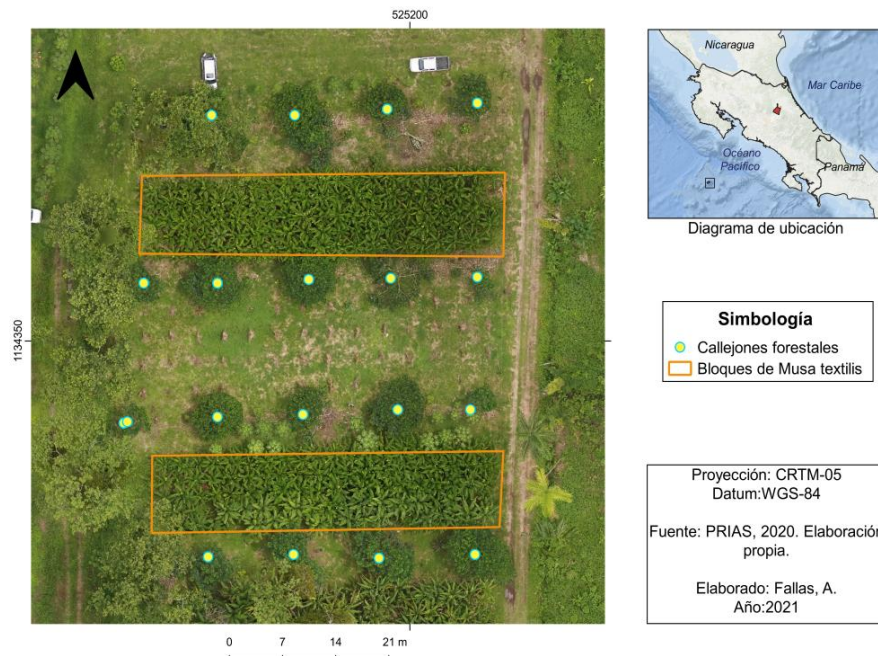 525200
1134350
0 7 14 21 m
Nicaragua
Mar Caribe
Océano
Pacífico
Panamá
Diagrama de ubicación
Simbología
Callejones forestales
Bloques de Musa textilis
Proyección: CRTM-05
Datum:WGS-84
Fuente: PRIAS, 2020. Elaboración
propia.
Elaborado: Fallas, A.
Año:2021